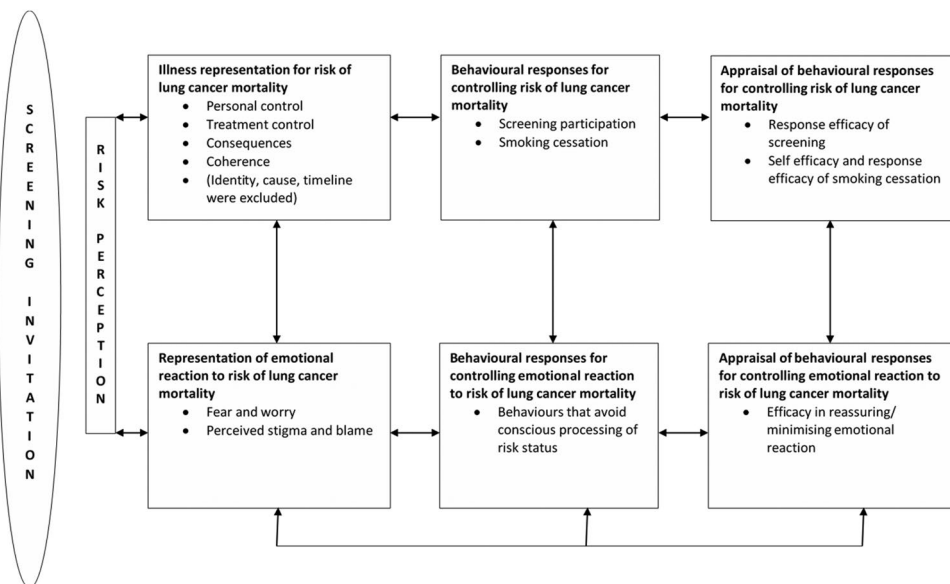 SCREENING INVITATION
RISK PERCEPTION
Illness representation for risk of
lung cancer mortality
• Personal control
• Treatment control
• Consequences
• Coherence
• (Identity, cause, timeline
were excluded)
Behavioural responses for
controlling risk of lung cancer
mortality
• Screening participation
• Smoking cessation
Appraisal of behavioural responses
for controlling risk of lung cancer
mortality
• Response efficacy of
screening
• Self efficacy and response
efficacy of smoking cessation
Representation of emotional
reaction to risk of lung cancer
mortality
• Fear and worry
• Perceived stigma and blame
Behavioural responses for
controlling emotional reaction
to risk of lung cancer mortality
• Behaviours that avoid
conscious processing of
risk status
Appraisal of behavioural responses
for controlling emotional reaction to
risk of lung cancer mortality
• Efficacy in reassuring/
minimising emotional
reaction